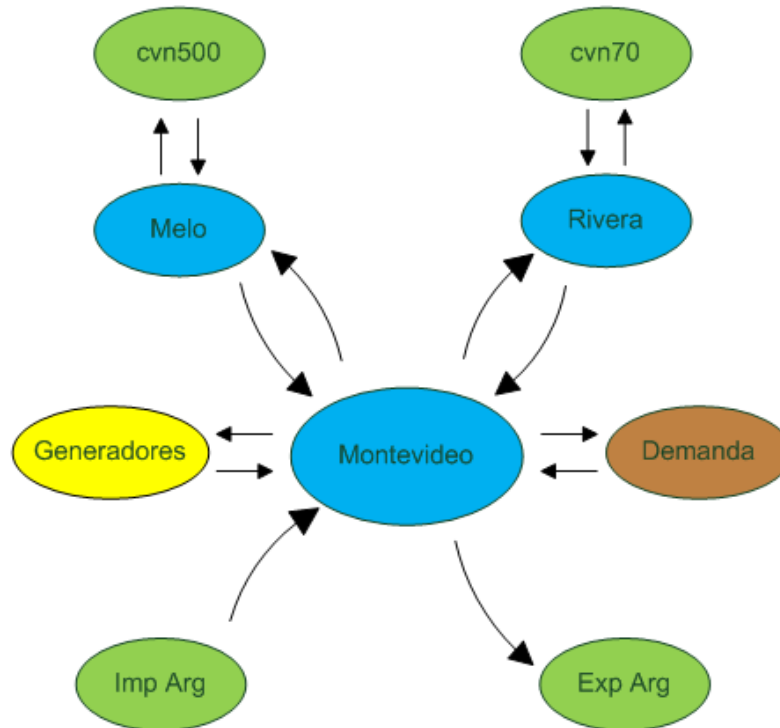 cvn500
cvn70
Melo
Rivera
Generadores
Montevideo
Demanda
Imp Arg
Exp Arg